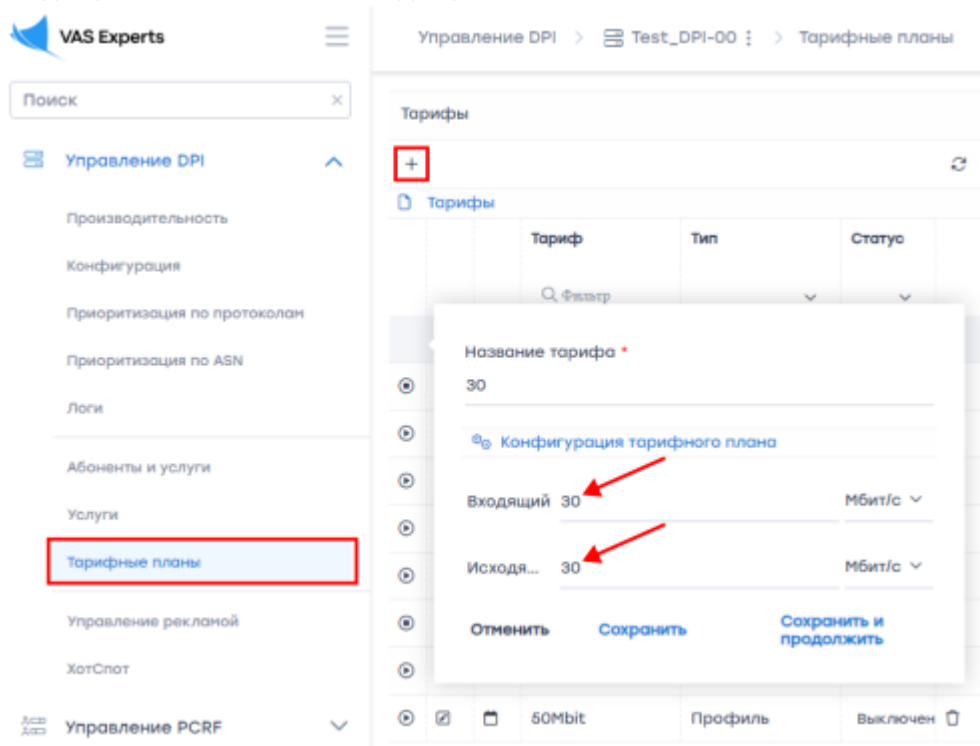 VAS Experts
Управление DPI > Test_DPI-00 > Тарифные планы
Поиск
Тарифы
Управление DPI
Тарифы
Производительность
Тариф Тип Статус
Конфигурация
Фильтр
Приоритизация по протоколам
Название тарифа *
Приоритизация по ASN
30
Логи
Конфигурация тарифного плана
Абоненты и услуги
Входящий 30 Мбит/с
Услуги
Тарифные планы
Исходя... 30 Мбит/с
Управление рекламой
Отменить Сохранить Сохранить и
продолжить
ХотСпот
Управление PCRF
50Mbit Профиль Выключен